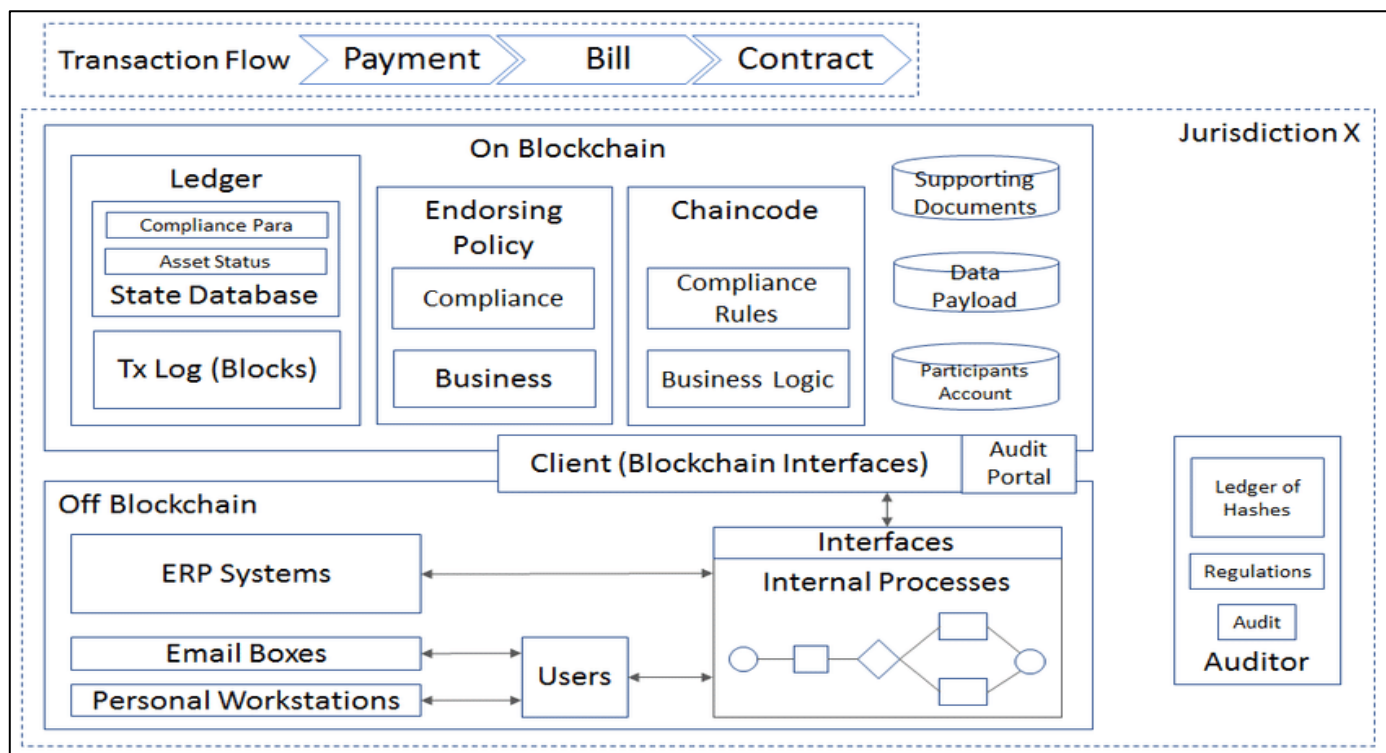 Transaction Flow
Payment
Bill
Contract
Jurisdiction X
On Blockchain
Ledger
Compliance Para
Asset Status
State Database
Tx Log (Blocks)
Endorsing
Policy
Compliance
Business
Chaincode
Compliance
Rules
Business Logic
Supporting
Documents
Data
Payload
Participants
Account
Client (Blockchain Interfaces)
Audit
Portal
Off Blockchain
ERP Systems
Email Boxes
Personal Workstations
Users
Interfaces
Internal Processes
Ledger of
Hashes
Regulations
Audit
Auditor